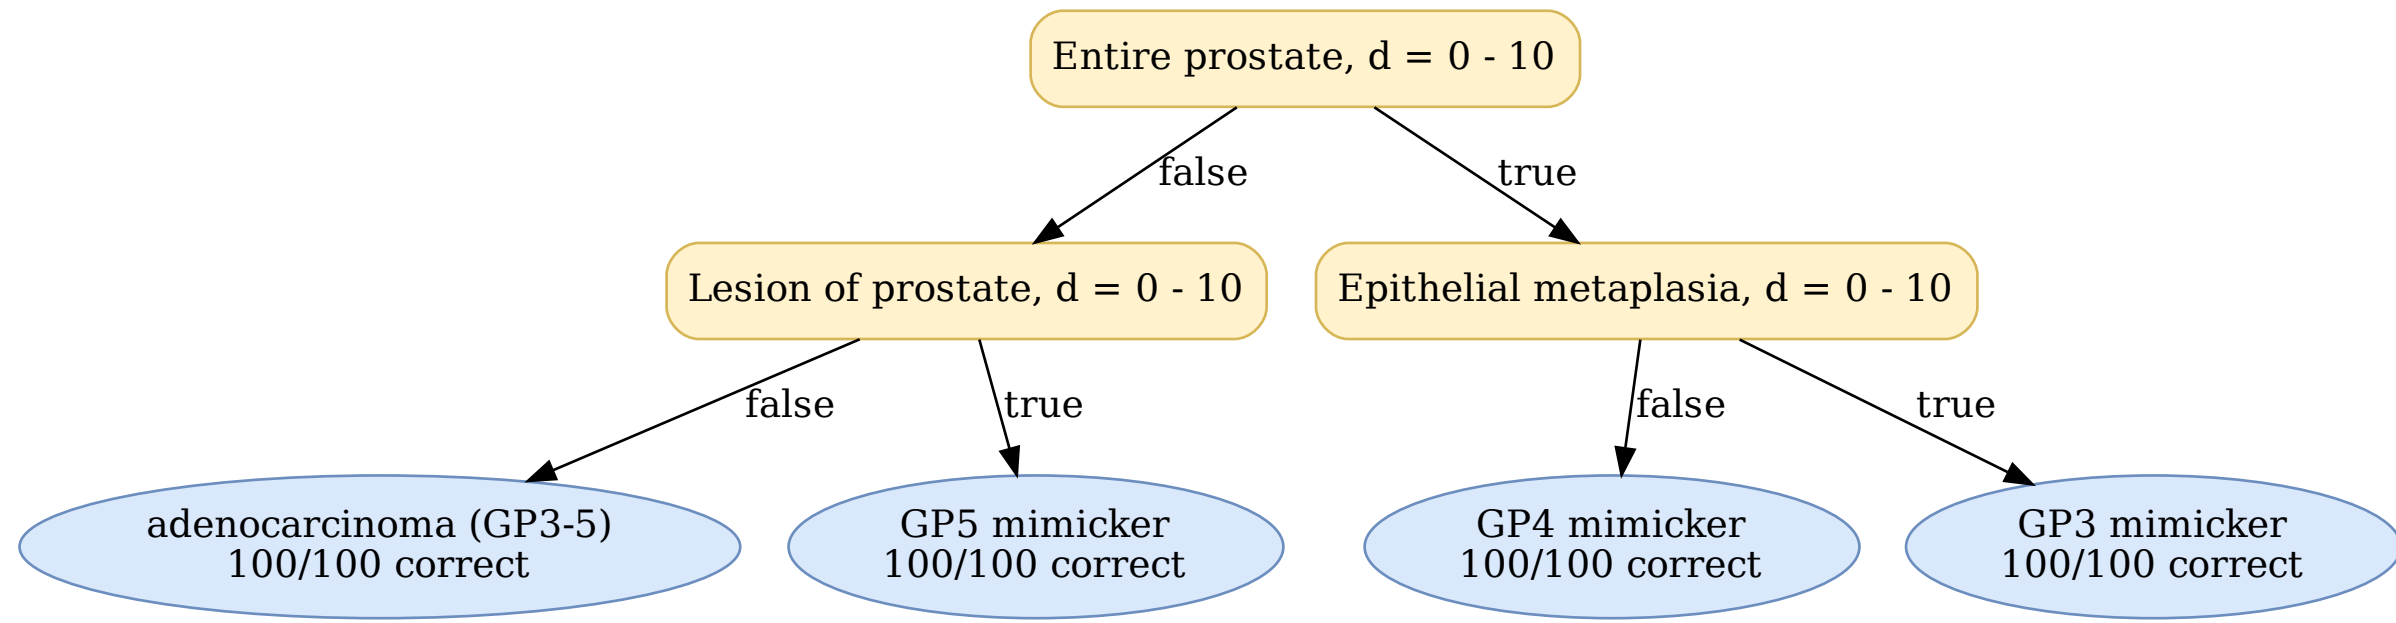 Entire prostate, d = 0 - 10
false
true
Lesion of prostate, d = 0 - 10
Epithelial metaplasia, d = 0 - 10
false
true
false
true
adenocarcinoma (GP3-5)
100/100 correct
GP5 mimicker
100/100 correct
GP4 mimicker
100/100 correct
GP3 mimicker
100/100 correct